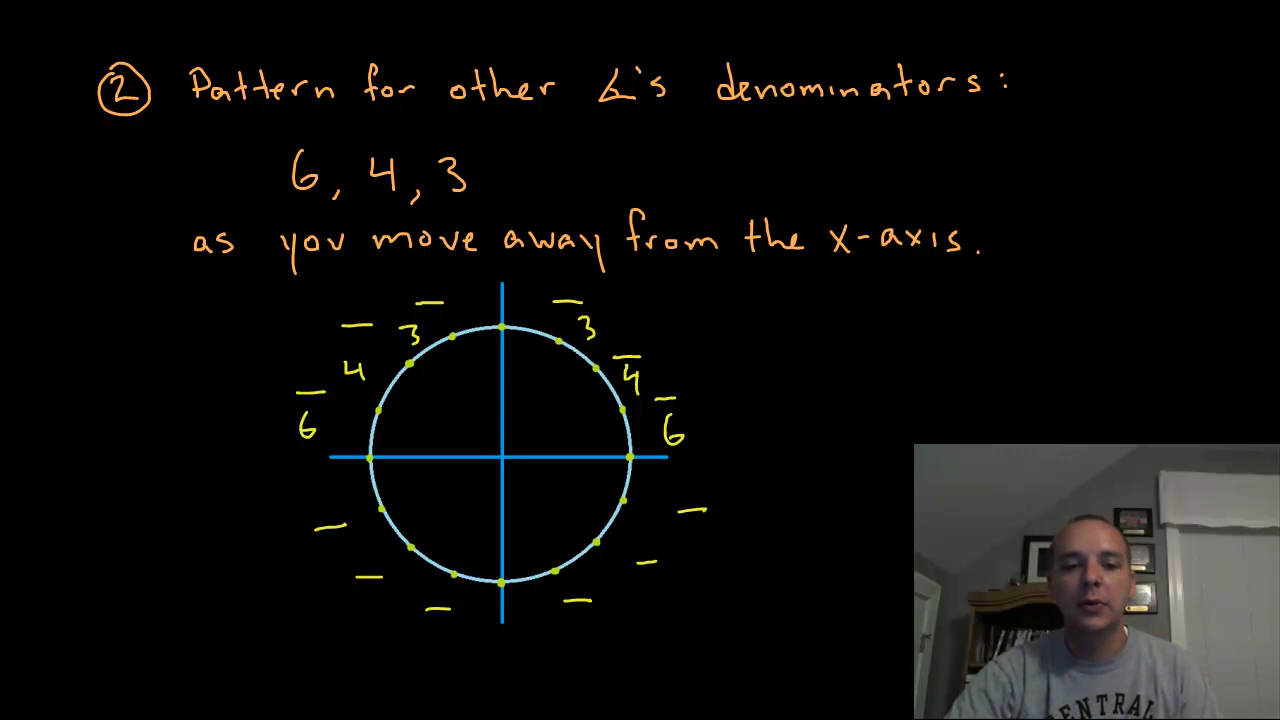 ② Pattern for other ∠'s denominators:
6, 4, 3
as you move away from the x-axis.
3 3
4 4
6 6
ENTRAL